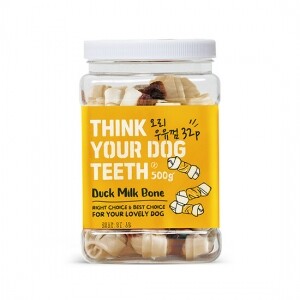 THINK
오리
우유껌 32p
YOUR DOG
TEETH
500g
Duck Milk Bone
RIGHT CHOICE & BEST CHOICE
FOR YOUR LOVELY DOG